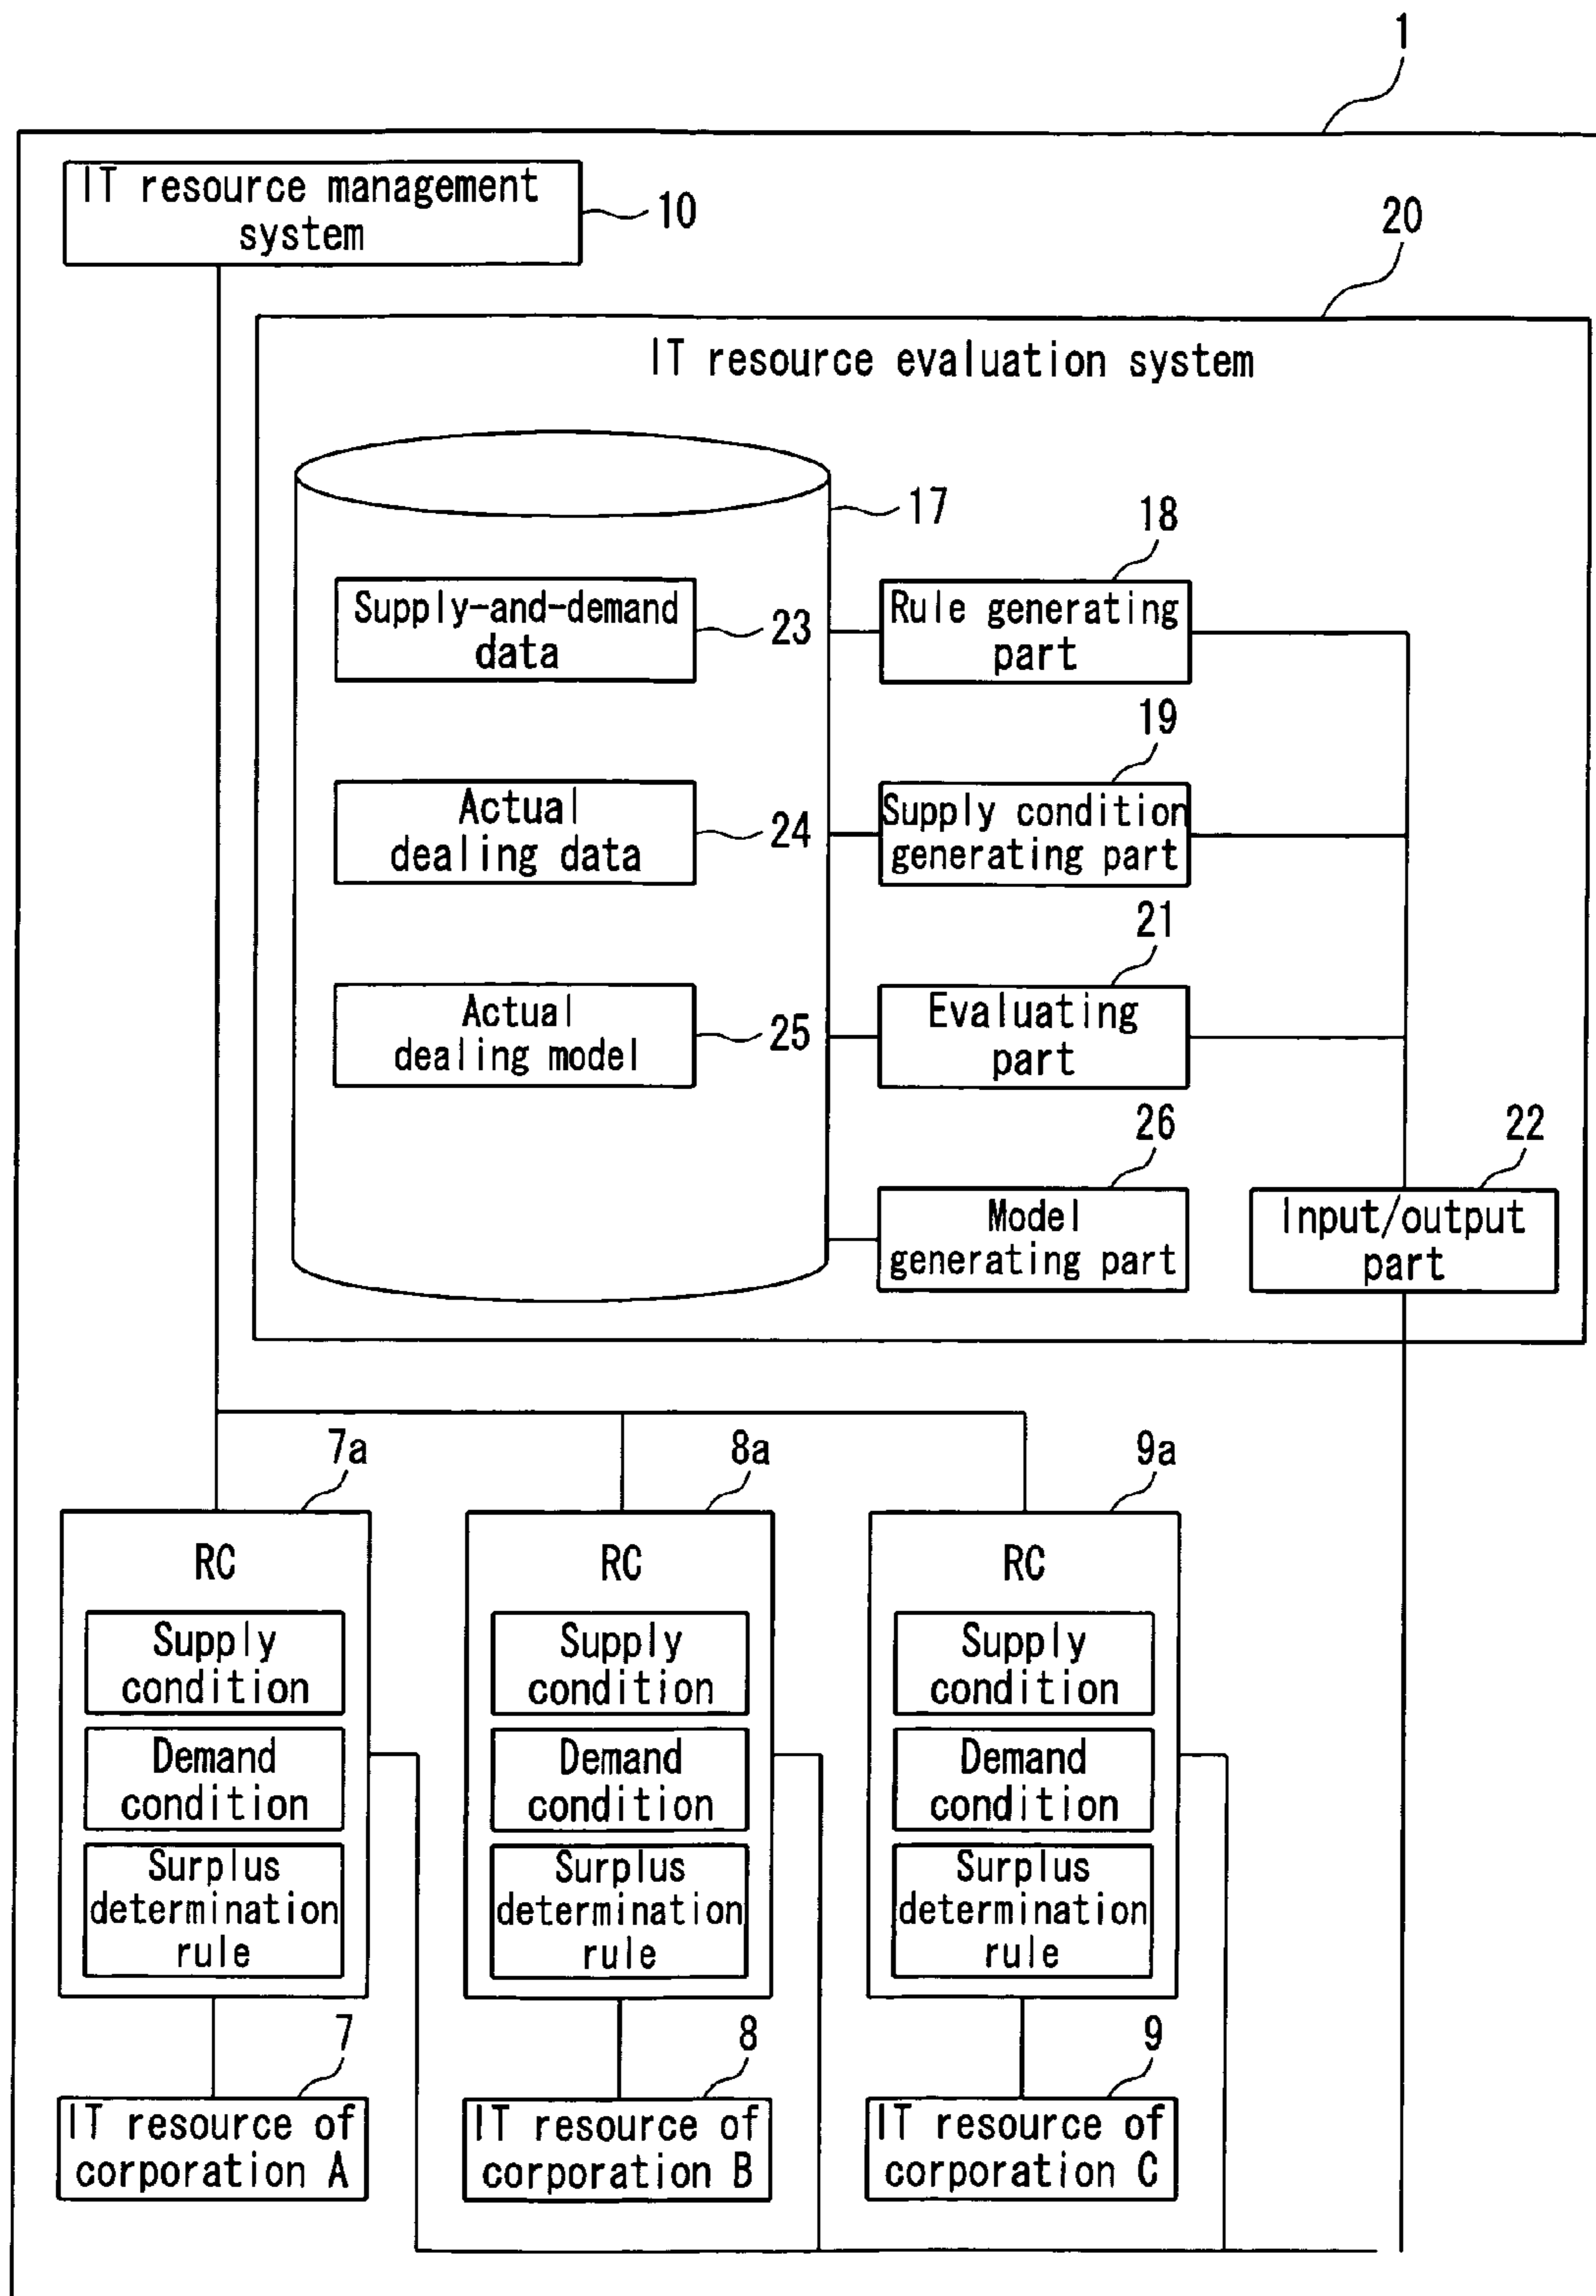 1
IT resource management
system
10
20
IT resource evaluation system
17
18
Supply-and-demand
data
23
Rule generating
part
19
Actual
dealing data
24
Supply condition
generating part
21
Actual
dealing model
25
Evaluating
part
26
22
Model
generating part
Input/output
part
7a
8a
9a
RC
Supply
condition
Demand
condition
Surplus
determination
rule
RC
Supply
condition
Demand
condition
Surplus
determination
rule
RC
Supply
condition
Demand
condition
Surplus
determination
rule
7
8
9
IT resource of
corporation A
IT resource of
corporation B
IT resource of
corporation C